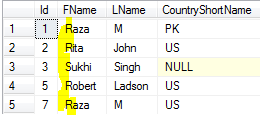 Id FName LName CountryShortName
1 1 Raza M PK
2 2 Rita John US
3 3 Sukhi Singh NULL
4 5 Robert Ladson US
5 7 Raza M US